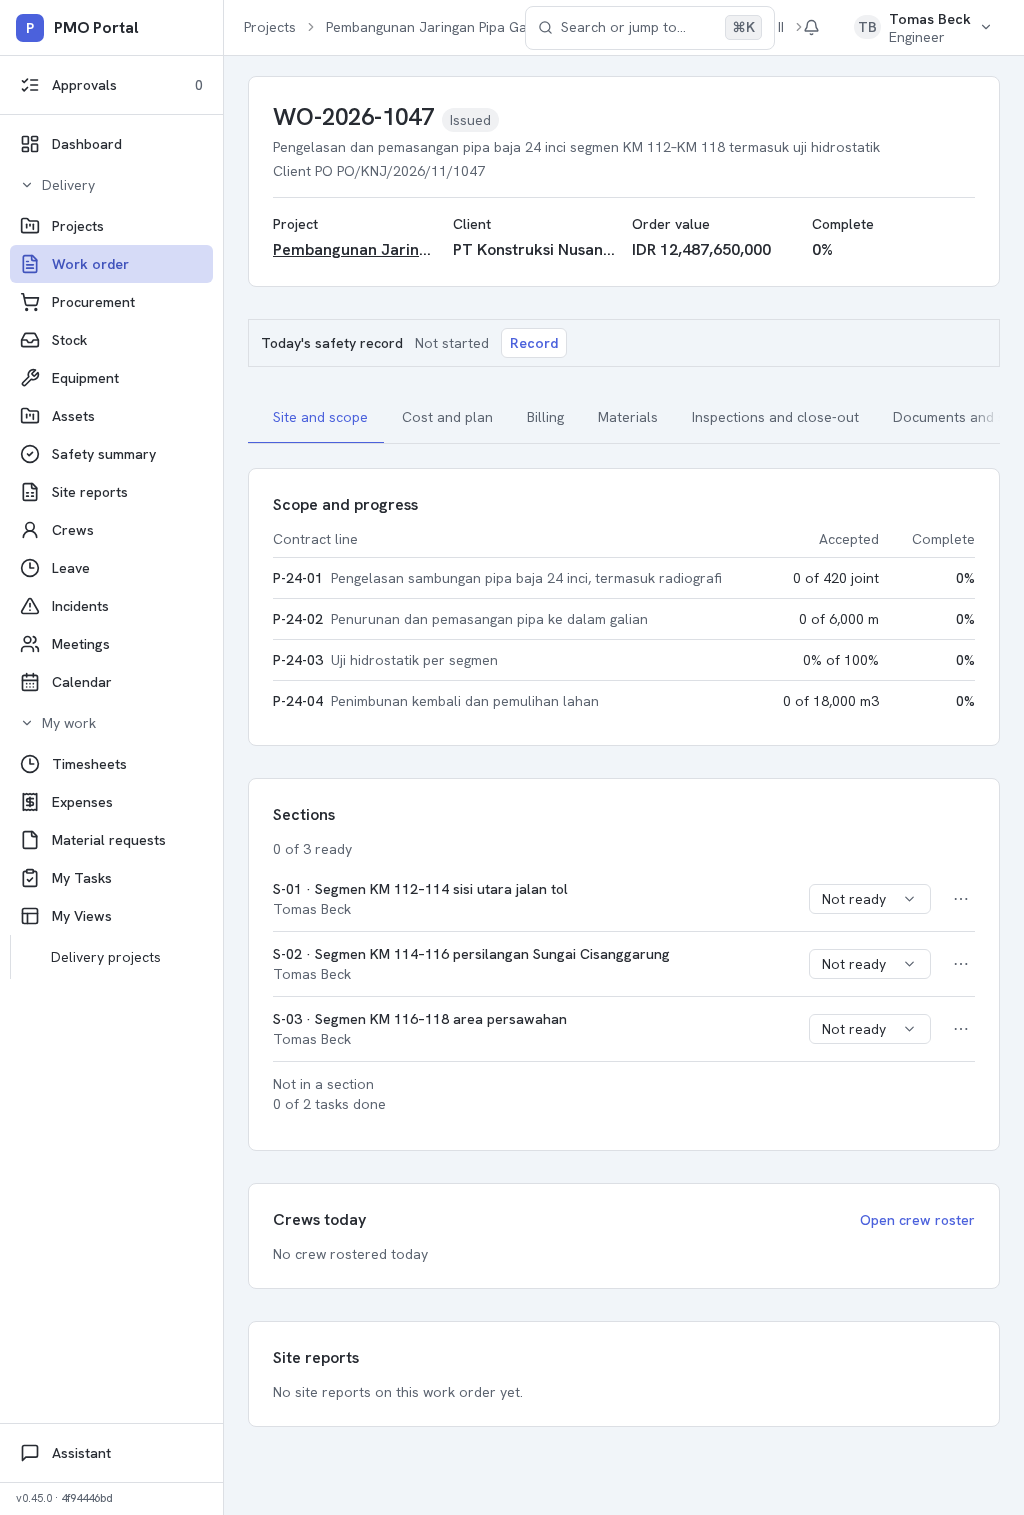 P PMO Portal
Projects > Pembangunan Jaringan Pipa Ga
Search or jump to... ⌘K
II >
TB Tomas Beck
Engineer
Approvals 0
Dashboard
Delivery
Projects
Work order
Procurement
Stock
Equipment
Assets
Safety summary
Site reports
Crews
Leave
Incidents
Meetings
Calendar
My work
Timesheets
Expenses
Material requests
My Tasks
My Views
Delivery projects
Assistant
v0.45.0 · 4f94446bd
WO-2026-1047 Issued
Pengelasan dan pemasangan pipa baja 24 inci segmen KM 112–KM 118 termasuk uji hidrostatik
Client PO PO/KNJ/2026/11/1047
Project Client Order value Complete
Pembangunan Jarin... PT Konstruksi Nusan... IDR 12,487,650,000 0%
Today's safety record Not started Record
Site and scope Cost and plan Billing Materials Inspections and close-out Documents and
Scope and progress
Contract line Accepted Complete
P-24-01 Pengelasan sambungan pipa baja 24 inci, termasuk radiografi 0 of 420 joint 0%
P-24-02 Penurunan dan pemasangan pipa ke dalam galian 0 of 6,000 m 0%
P-24-03 Uji hidrostatik per segmen 0% of 100% 0%
P-24-04 Penimbunan kembali dan pemulihan lahan 0 of 18,000 m3 0%
Sections
0 of 3 ready
S-01 · Segmen KM 112–114 sisi utara jalan tol
Tomas Beck
Not ready ...
S-02 · Segmen KM 114–116 persilangan Sungai Cisanggarung
Tomas Beck
Not ready ...
S-03 · Segmen KM 116–118 area persawahan
Tomas Beck
Not ready ...
Not in a section
0 of 2 tasks done
Crews today Open crew roster
No crew rostered today
Site reports
No site reports on this work order yet.